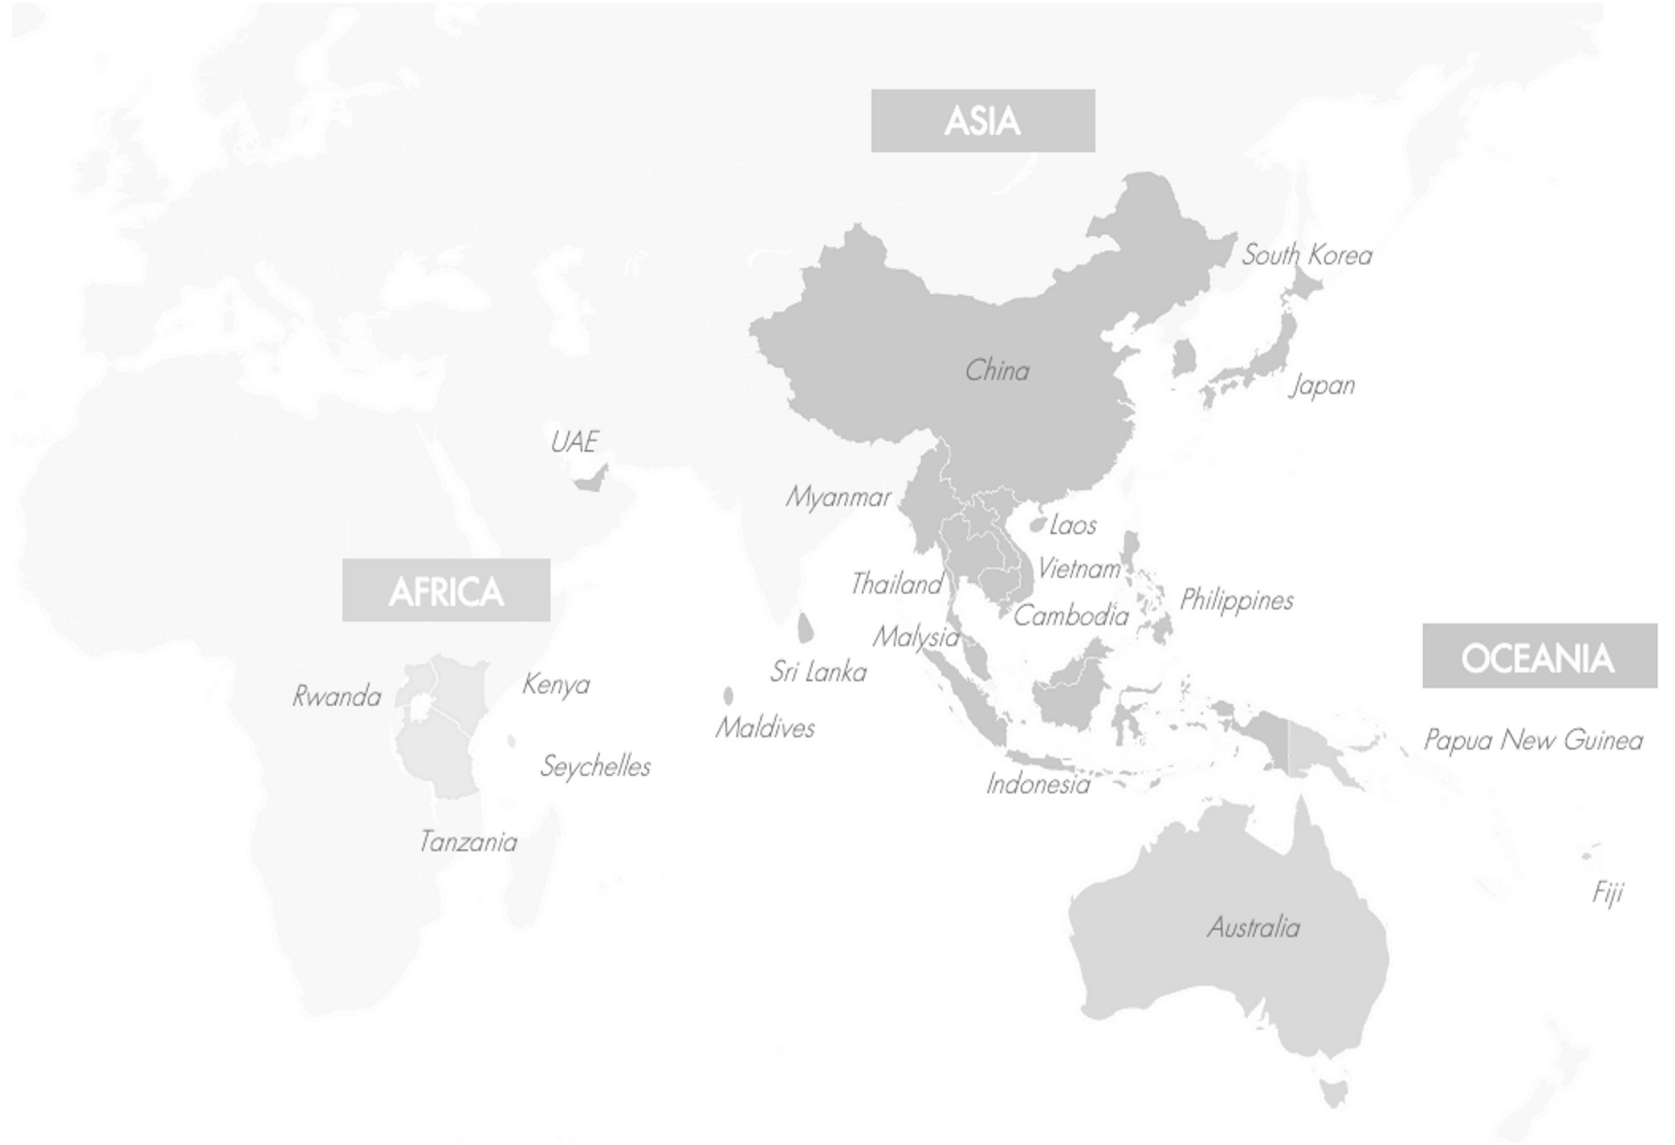 ASIA
South Korea
China
Japan
UAE
Myanmar
Laos
Vietnam
Thailand
AFRICA
Philippines
Cambodia
Malysia
OCEANIA
Sri Lanka
Kenya
Rwanda
Maldives
Papua New Guinea
Seychelles
Indonesia
Tanzania
Fiji
Australia